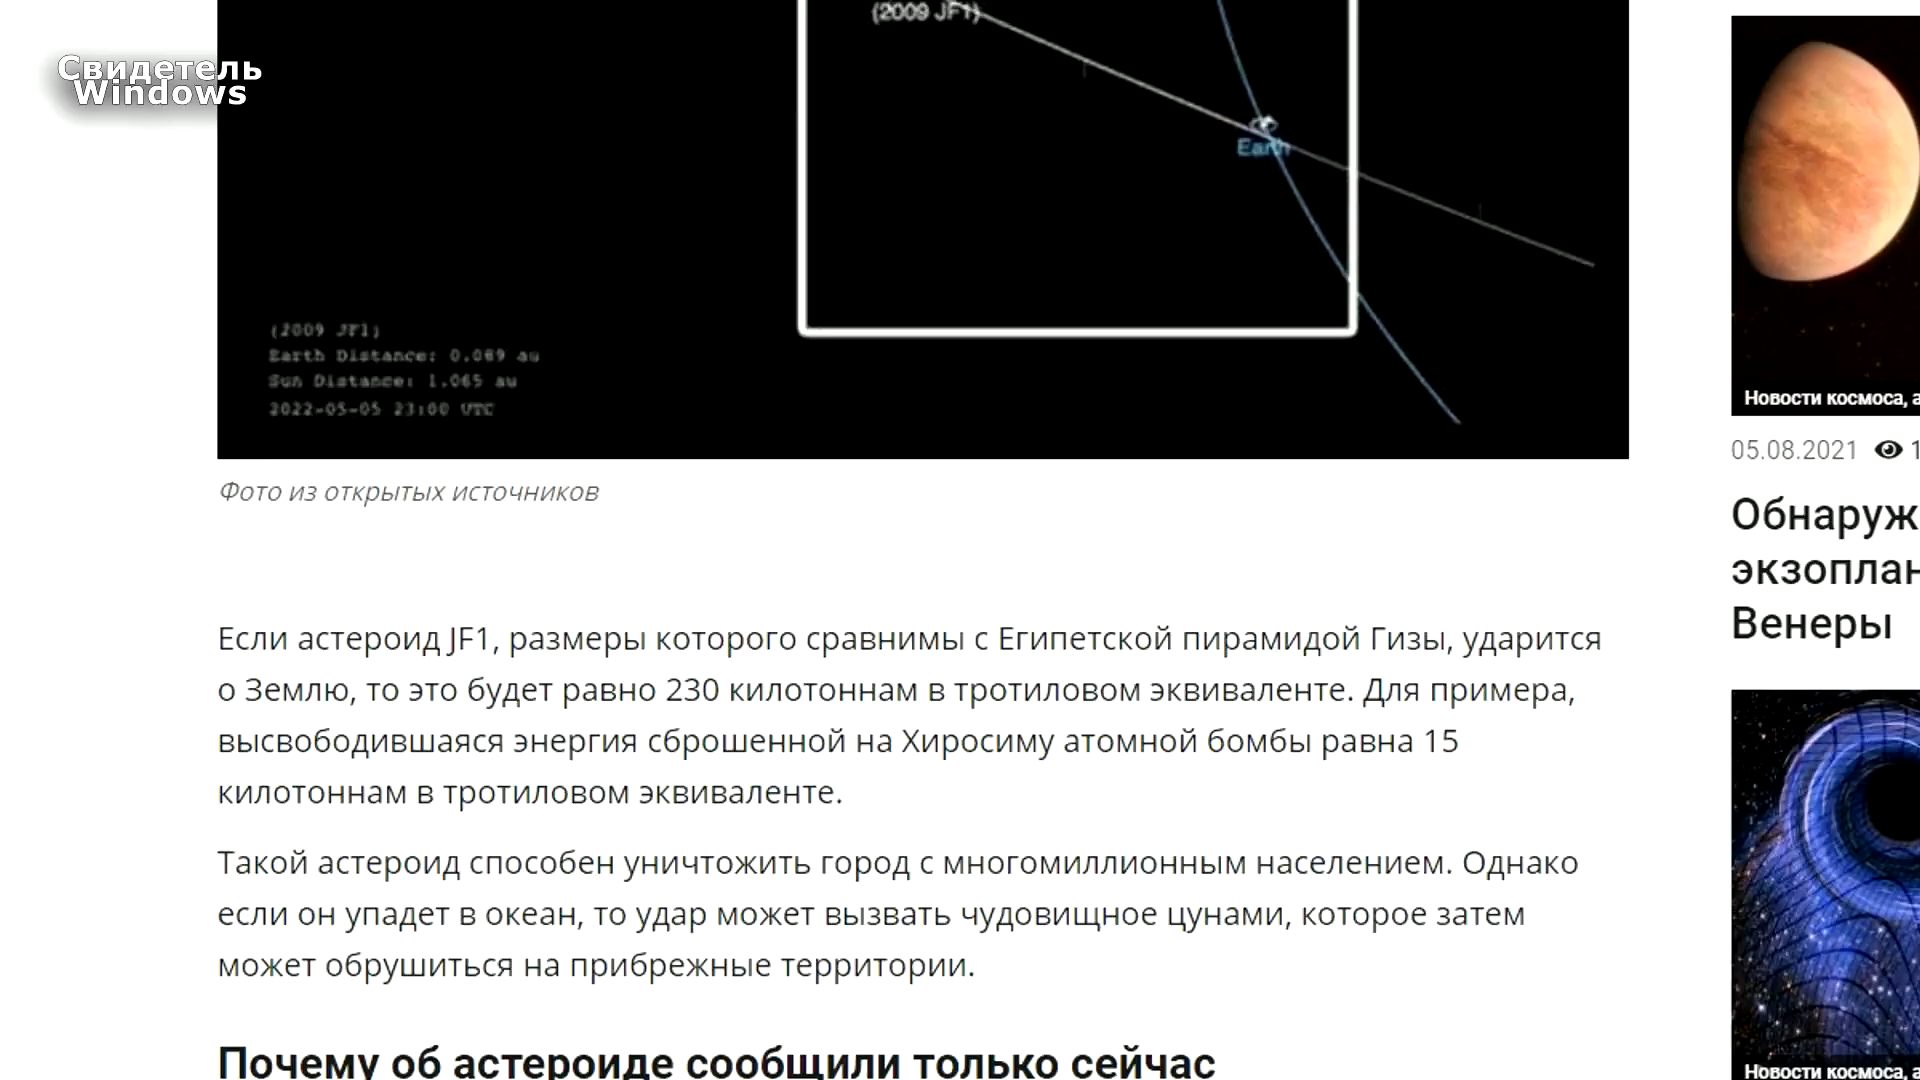 (2009 JF1)
Свидетель
Windows
Earth
(2009 JF1)
Earth Distance: 0.069 au
Sun Distance: 1.065 au
2022-05-05 23:00 UTC
Фото из открытых источников
Если астероид JF1, размеры которого сравнимы с Египетской пирамидой Гизы, ударится
о Землю, то это будет равно 230 килотоннам в тротиловом эквиваленте. Для примера,
высвободившаяся энергия сброшенной на Хиросиму атомной бомбы равна 15
килотоннам в тротиловом эквиваленте.
Такой астероид способен уничтожить город с многомиллионным населением. Однако
если он упадет в океан, то удар может вызвать чудовищное цунами, которое затем
может обрушиться на прибрежные территории.
Почему об астероиде сообщили только сейчас
Новости космоса, а
05.08.2021 1
Обнаруж
экзоплан
Венеры
Новости космоса, а